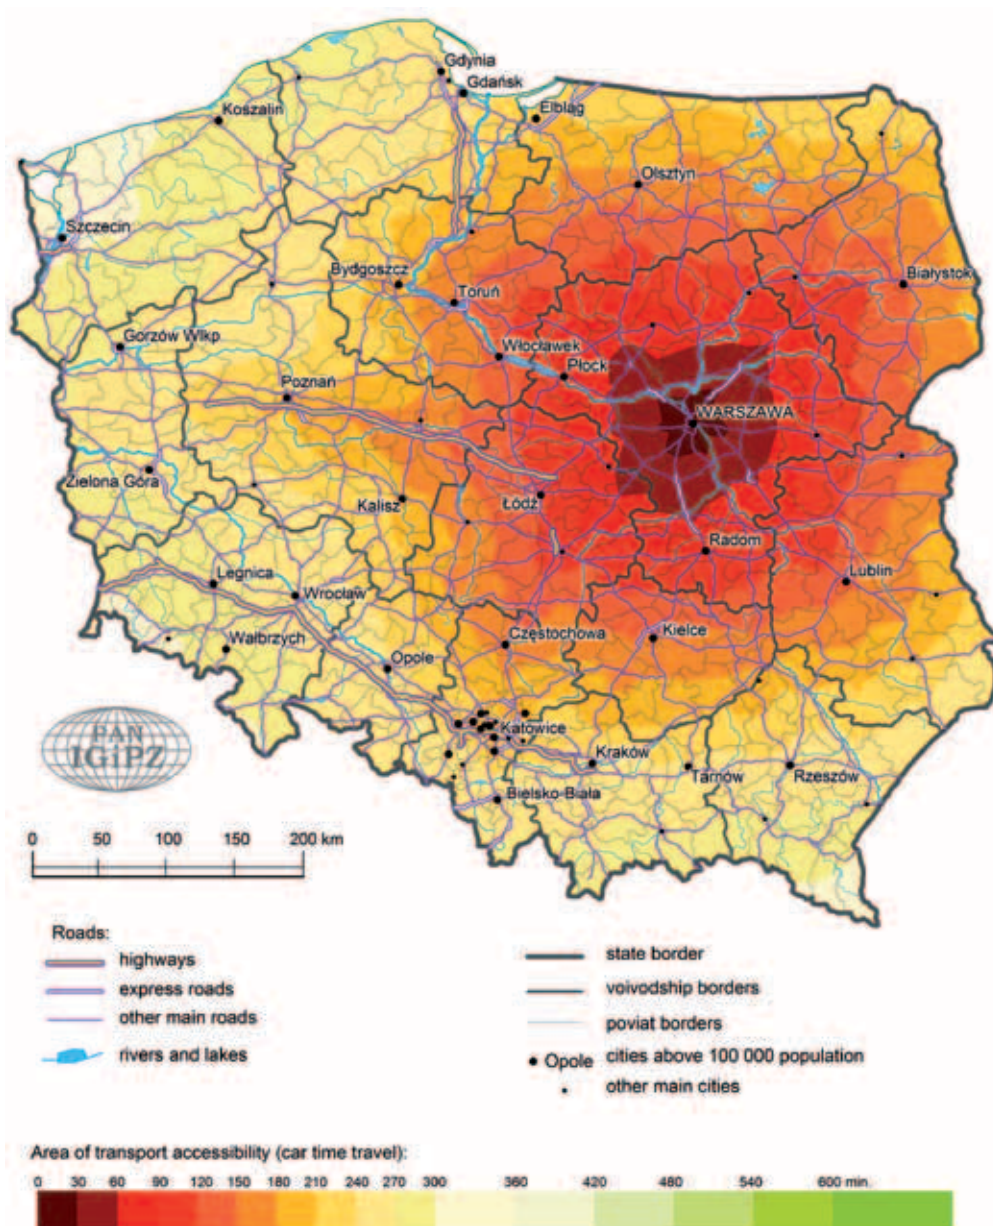 Gdynia
Gdańsk
Koszalin
Elbląg
Olsztyn
Szczecin
Bydgoszcz
Białystok
Toruń
Gorzów Wlkp.
Włocławek
Płock
Poznań
WARSZAWA
Zielona Góra
Kalisz
Łódź
Radom
Legnica
Wrocław
Lublin
Wałbrzych
Częstochowa
Kielce
Opole
PAN
IGiPZ
Katowice
Kraków
Tarnów
Rzeszów
Bielsko-Biała
0 50 100 150 200 km
Roads:
highways
express roads
other main roads
rivers and lakes
state border
voivodship borders
poviat borders
Opole cities above 100 000 population
other main cities
Area of transport accessibility (car time travel):
0 30 60 90 120 150 180 210 240 270 300 360 420 480 540 600 min.